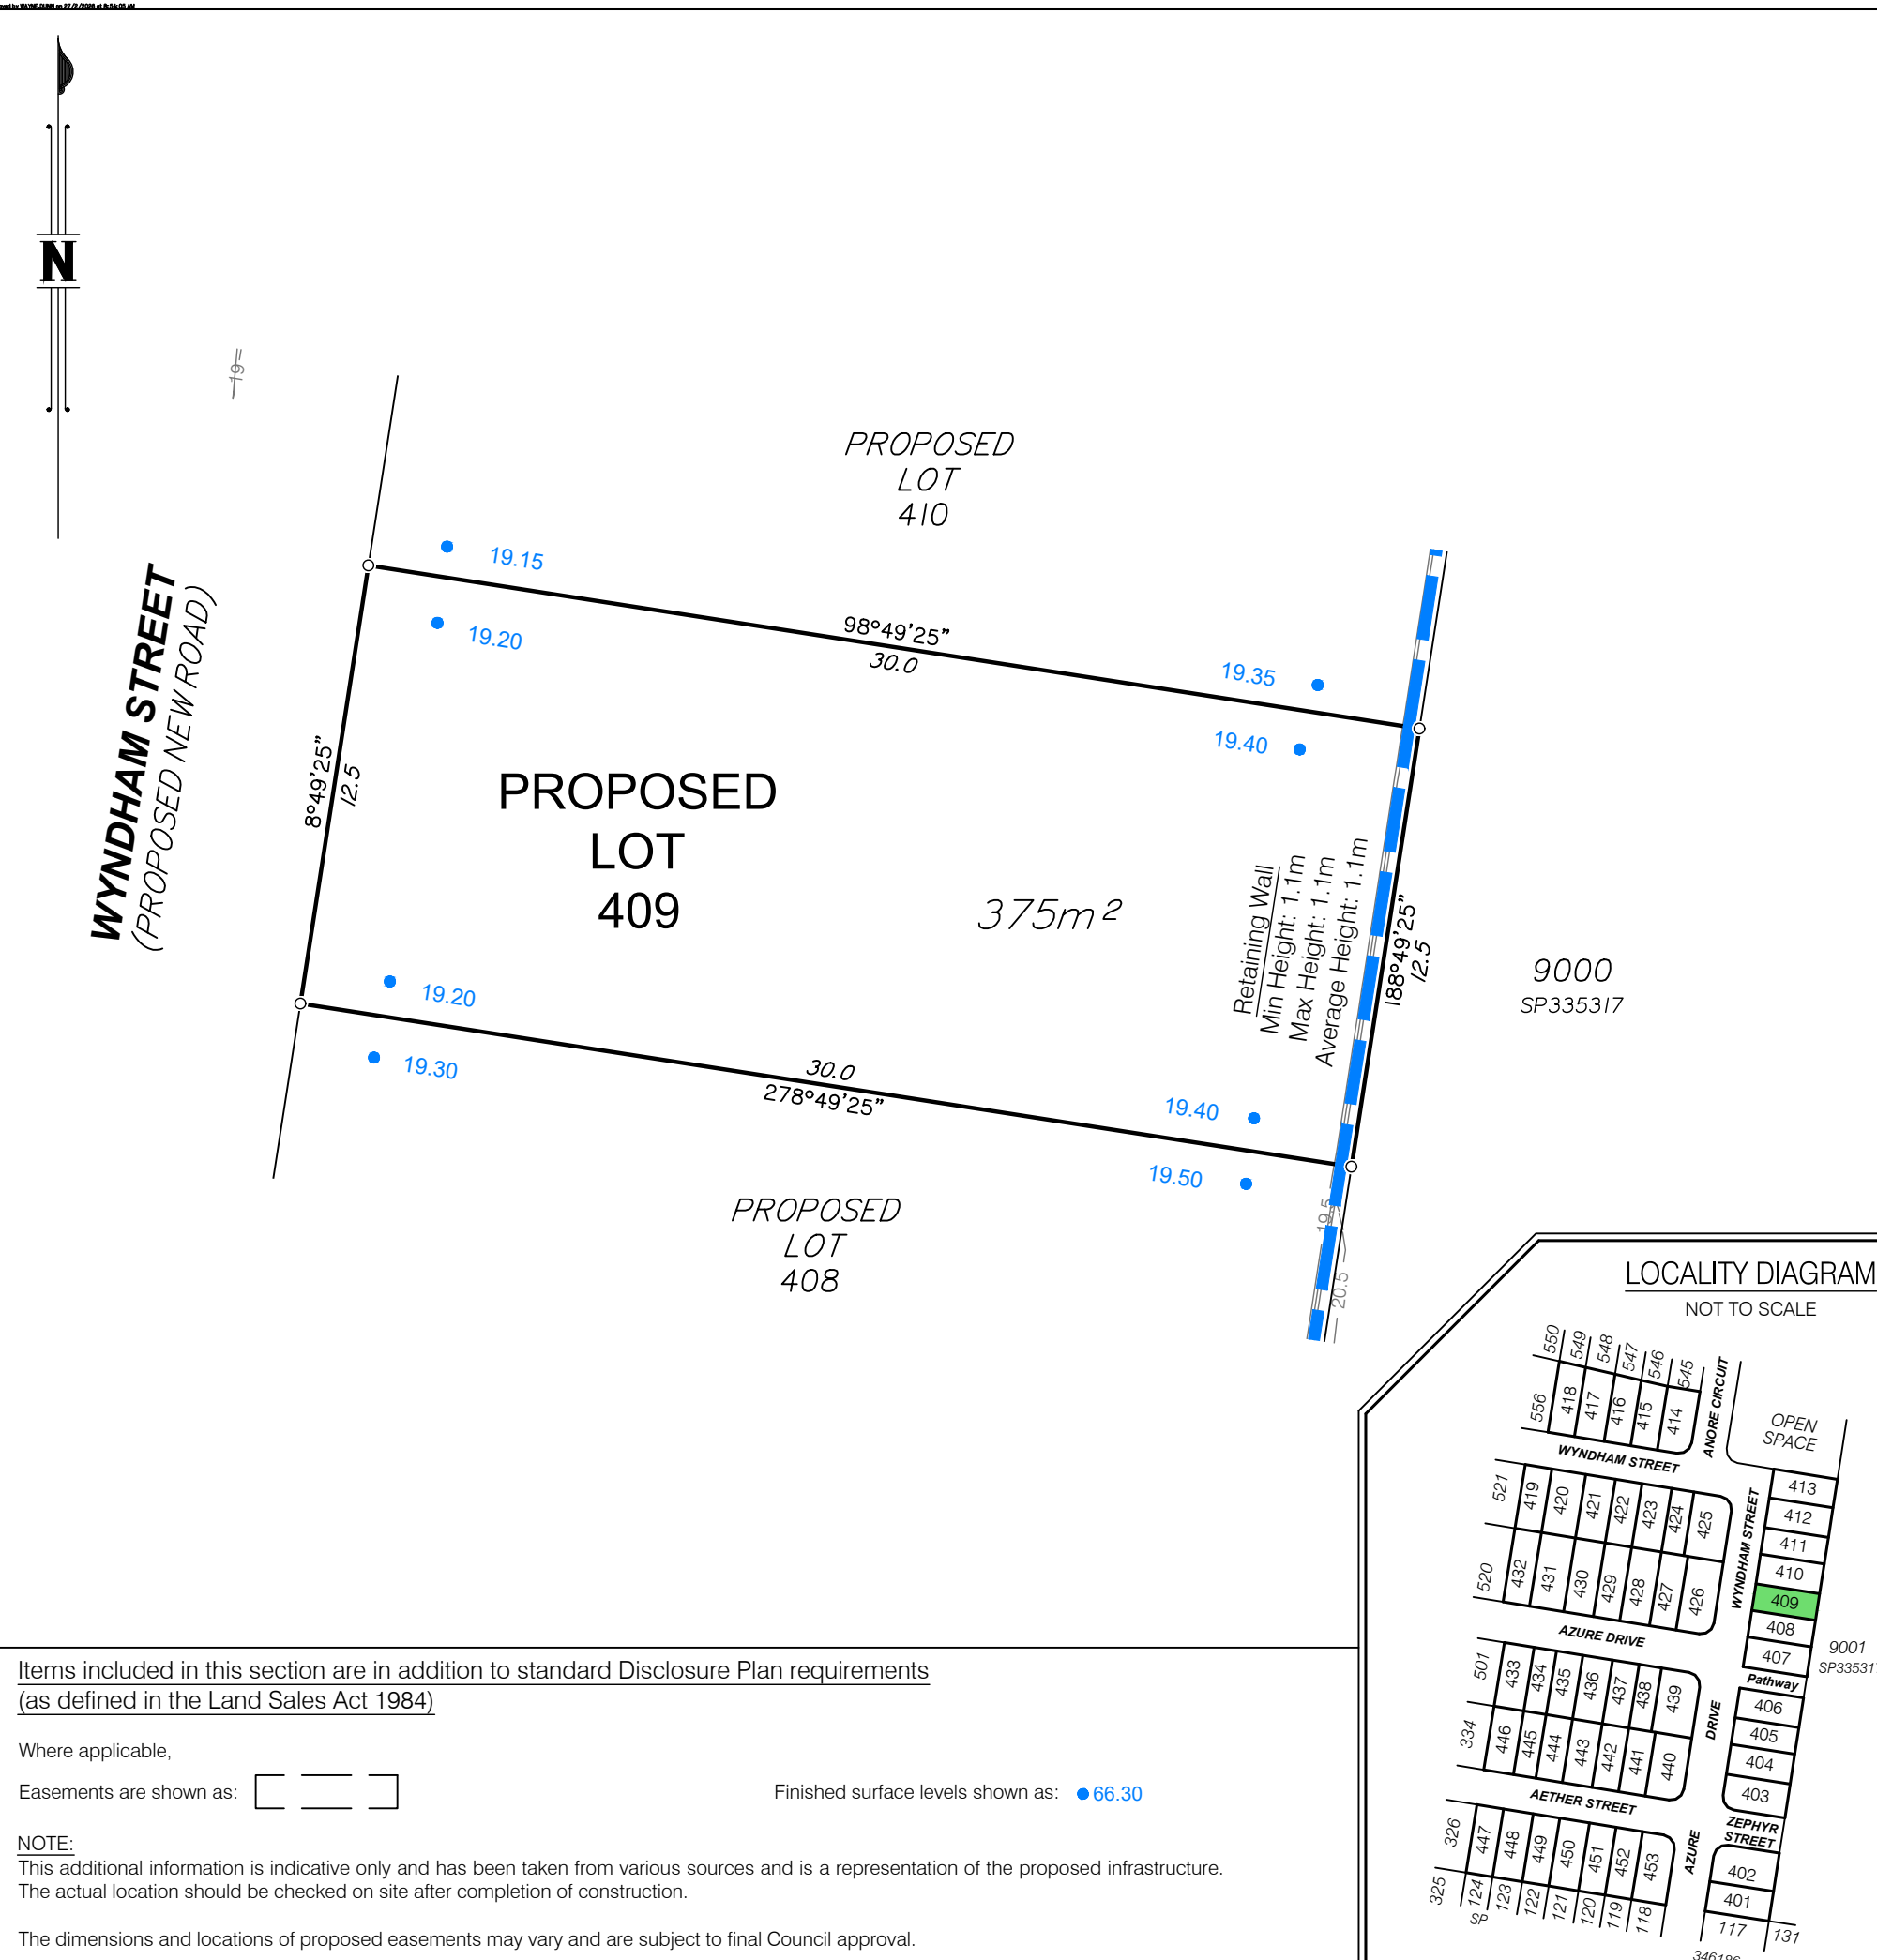 N
19
WYNDHAM STREET
(PROPOSED NEW ROAD)
PROPOSED
LOT
410
19.15
19.20
98°49'25"
30.0
19.35
19.40
8°49'25"
12.5
PROPOSED
LOT
409
375m²
Retaining Wall
Min Height: 1.1m
Max Height: 1.1m
Average Height: 1.1m
188°49'25"
12.5
9000
SP335317
19.20
19.30
30.0
278°49'25"
19.40
19.50
19.5
20.5
PROPOSED
LOT
408
LOCALITY DIAGRAM
NOT TO SCALE
550
549
548
547
546
545
556
418
417
416
415
414
ANORE CIRCUIT
OPEN
SPACE
WYNDHAM STREET
521
419
420
421
422
423
424
425
WYNDHAM STREET
413
412
411
410
409
408
407
520
432
431
430
429
428
427
426
AZURE DRIVE
9001
SP33531
Pathway
501
433
434
435
436
437
438
439
DRIVE
406
405
404
403
334
446
445
444
443
442
441
440
AETHER STREET
ZEPHYR
STREET
326
447
448
449
450
451
452
453
AZURE
402
401
325
124
123
122
121
120
119
118
SP
117
131
346186
Items included in this section are in addition to standard Disclosure Plan requirements
(as defined in the Land Sales Act 1984)
Where applicable,
Easements are shown as:
Finished surface levels shown as: 66.30
NOTE:
This additional information is indicative only and has been taken from various sources and is a representation of the proposed infrastructure.
The actual location should be checked on site after completion of construction.
The dimensions and locations of proposed easements may vary and are subject to final Council approval.